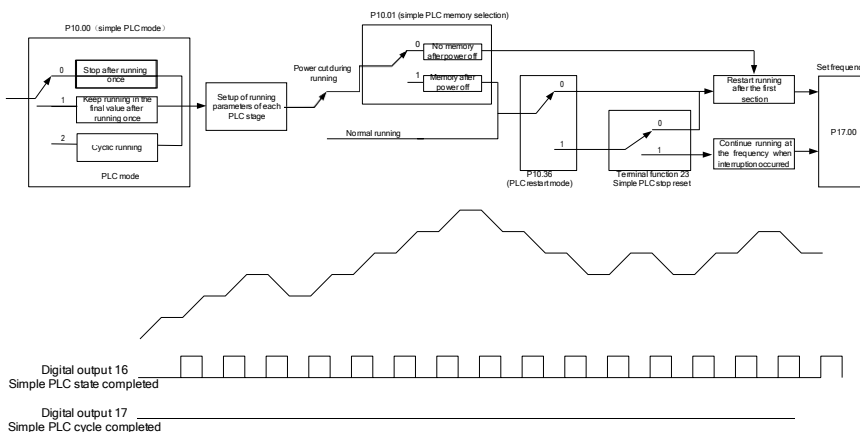 P10.00（simple PLC mode）
0
Stop after running
once
1
Keep running in the
final value after
running once
2
Cyclic running
PLC mode
Setup of running
parameters of each
PLC stage
Power cut during
running
Normal running
P10.01 (simple PLC memory selection)
0
No memory
after power off
1
Memory after
power off
0
1
P10.36
(PLC restart mode)
0
1
Terminal function 23
Simple PLC stop reset
Restart running
after the first
section
Continue running at
the frequency when
interruption occurred
Set frequenc
P17.00
Digital output 16
Simple PLC state completed
Digital output 17
Simple PLC cycle completed